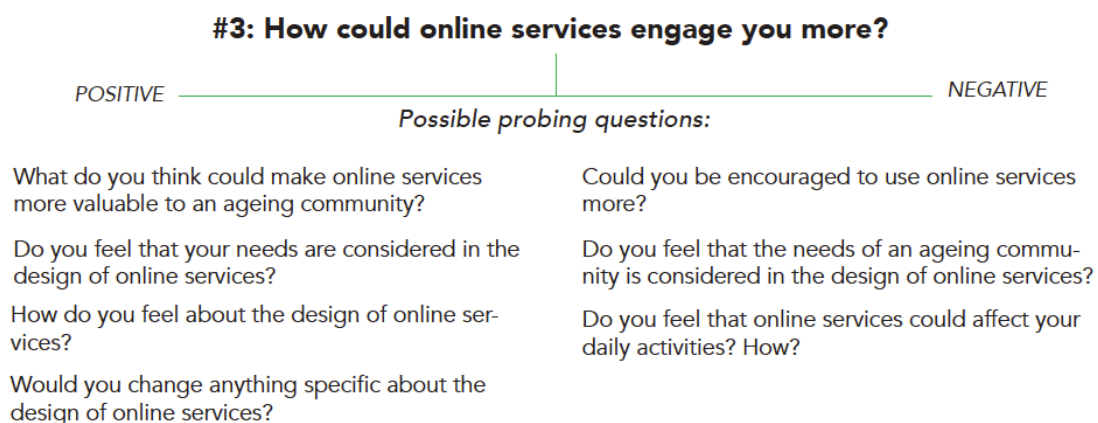 #3: How could online services engage you more?
POSITIVE
NEGATIVE
Possible probing questions:
What do you think could make online services
more valuable to an ageing community?
Do you feel that your needs are considered in the
design of online services?
How do you feel about the design of online ser-
vices?
Would you change anything specific about the
design of online services?
Could you be encouraged to use online services
more?
Do you feel that the needs of an ageing commu-
nity is considered in the design of online services?
Do you feel that online services could affect your
daily activities? How?